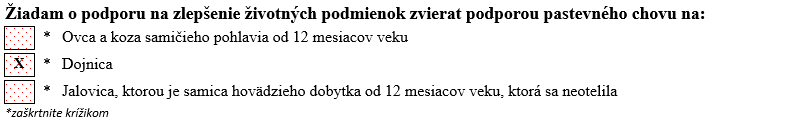 Žiadam o podporu na zlepšenie životných podmienok zvierat podporou pastevného chovu na:
* Ovca a koza samičieho pohlavia od 12 mesiacov veku
X * Dojnica
* Jalovica, ktorou je samica hovädzieho dobytka od 12 mesiacov veku, ktorá sa neotelila
*zaškrtnite krížikom